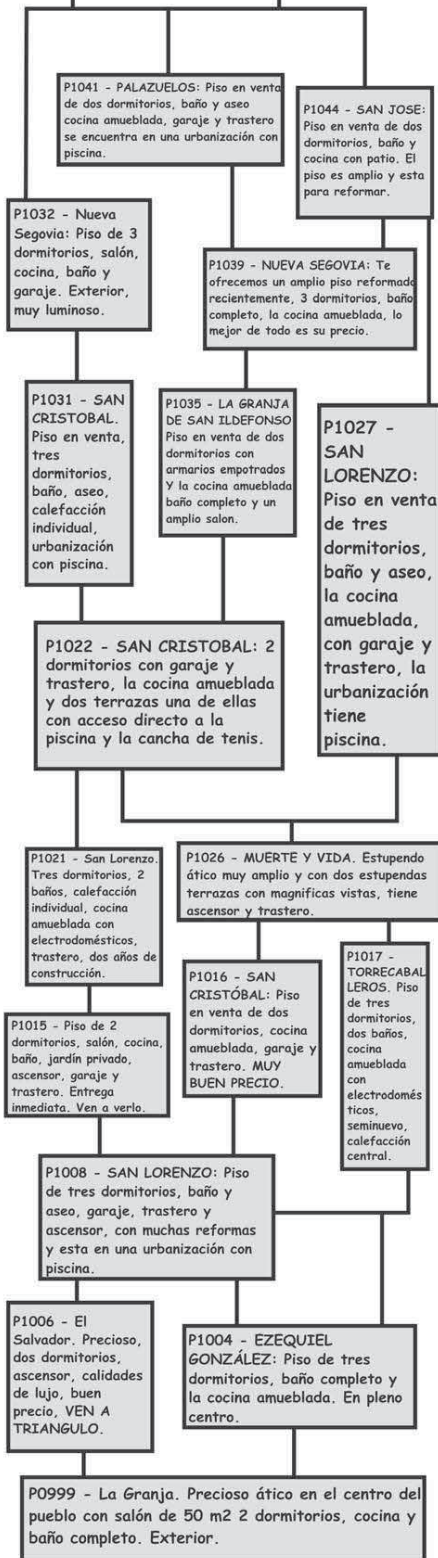 P1041 - PALAZUELOS: Piso en venta
de dos dormitorios, baño y aseo
cocina amueblada, garaje y trastero
se encuentra en una urbanización con
piscina.
P1044 - SAN JOSE:
Piso en venta de dos
dormitorios, baño y
cocina con patio. El
piso es amplio y esta
para reformar.
P1032 - Nueva
Segovia: Piso de 3
dormitorios, salón,
cocina, baño y
garaje. Exterior,
muy luminoso.
P1039 - NUEVA SEGOVIA: Te
ofrecemos un amplio piso reformado
recientemente, 3 dormitorios, baño
completo, la cocina amueblada, lo
mejor de todo es su precio.
P1031 - SAN
CRISTOBAL.
Piso en venta,
tres
dormitorios,
baño, aseo,
calefacción
individual,
urbanización
con piscina.
P1035 - LA GRANJA
DE SAN ILDEFONSO
Piso en venta de dos
dormitorios con
armarios empotrados
Y la cocina amueblada
baño completo y un
amplio salon.
P1027 -
SAN
LORENZO:
Piso en venta
de tres
dormitorios,
baño y aseo,
la cocina
amueblada,
con garaje y
trastero, la
urbanización
tiene
piscina.
P1022 - SAN CRISTOBAL: 2
dormitorios con garaje y
trastero, la cocina amueblada
y dos terrazas una de ellas
con acceso directo a la
piscina y la cancha de tenis.
P1021 - San Lorenzo.
Tres dormitorios, 2
baños, calefacción
individual, cocina
amueblada con
electrodomésticos,
trastero, dos años de
construcción.
P1026 - MUERTE Y VIDA. Estupendo
ático muy amplio y con dos estupendas
terrazas con magnificas vistas, tiene
ascensor y trastero.
P1016 - SAN
CRISTÓBAL: Piso
en venta de dos
dormitorios, cocina
amueblada, garaje y
trastero. MUY
BUEN PRECIO.
P1017 -
TORRECABAL
LEROS. Piso
de tres
dormitorios,
dos baños,
cocina
amueblada
con
electrodomés
ticos,
seminuevo,
calefacción
central.
P1015 - Piso de 2
dormitorios, salón, cocina,
baño, jardín privado,
ascensor, garaje y
trastero. Entrega
inmediata. Ven a verlo.
P1008 - SAN LORENZO: Piso
de tres dormitorios, baño y
aseo, garaje, trastero y
ascensor, con muchas reformas
y esta en una urbanización con
piscina.
P1006 - El
Salvador. Precioso,
dos dormitorios,
ascensor, calidades
de lujo, buen
precio, VEN A
TRIANGULO.
P1004 - EZEQUIEL
GONZÁLEZ: Piso de tres
dormitorios, baño completo y
la cocina amueblada. En pleno
centro.
P0999 - La Granja. Precioso ático en el centro del
pueblo con salón de 50 m2 2 dormitorios, cocina y
baño completo. Exterior.